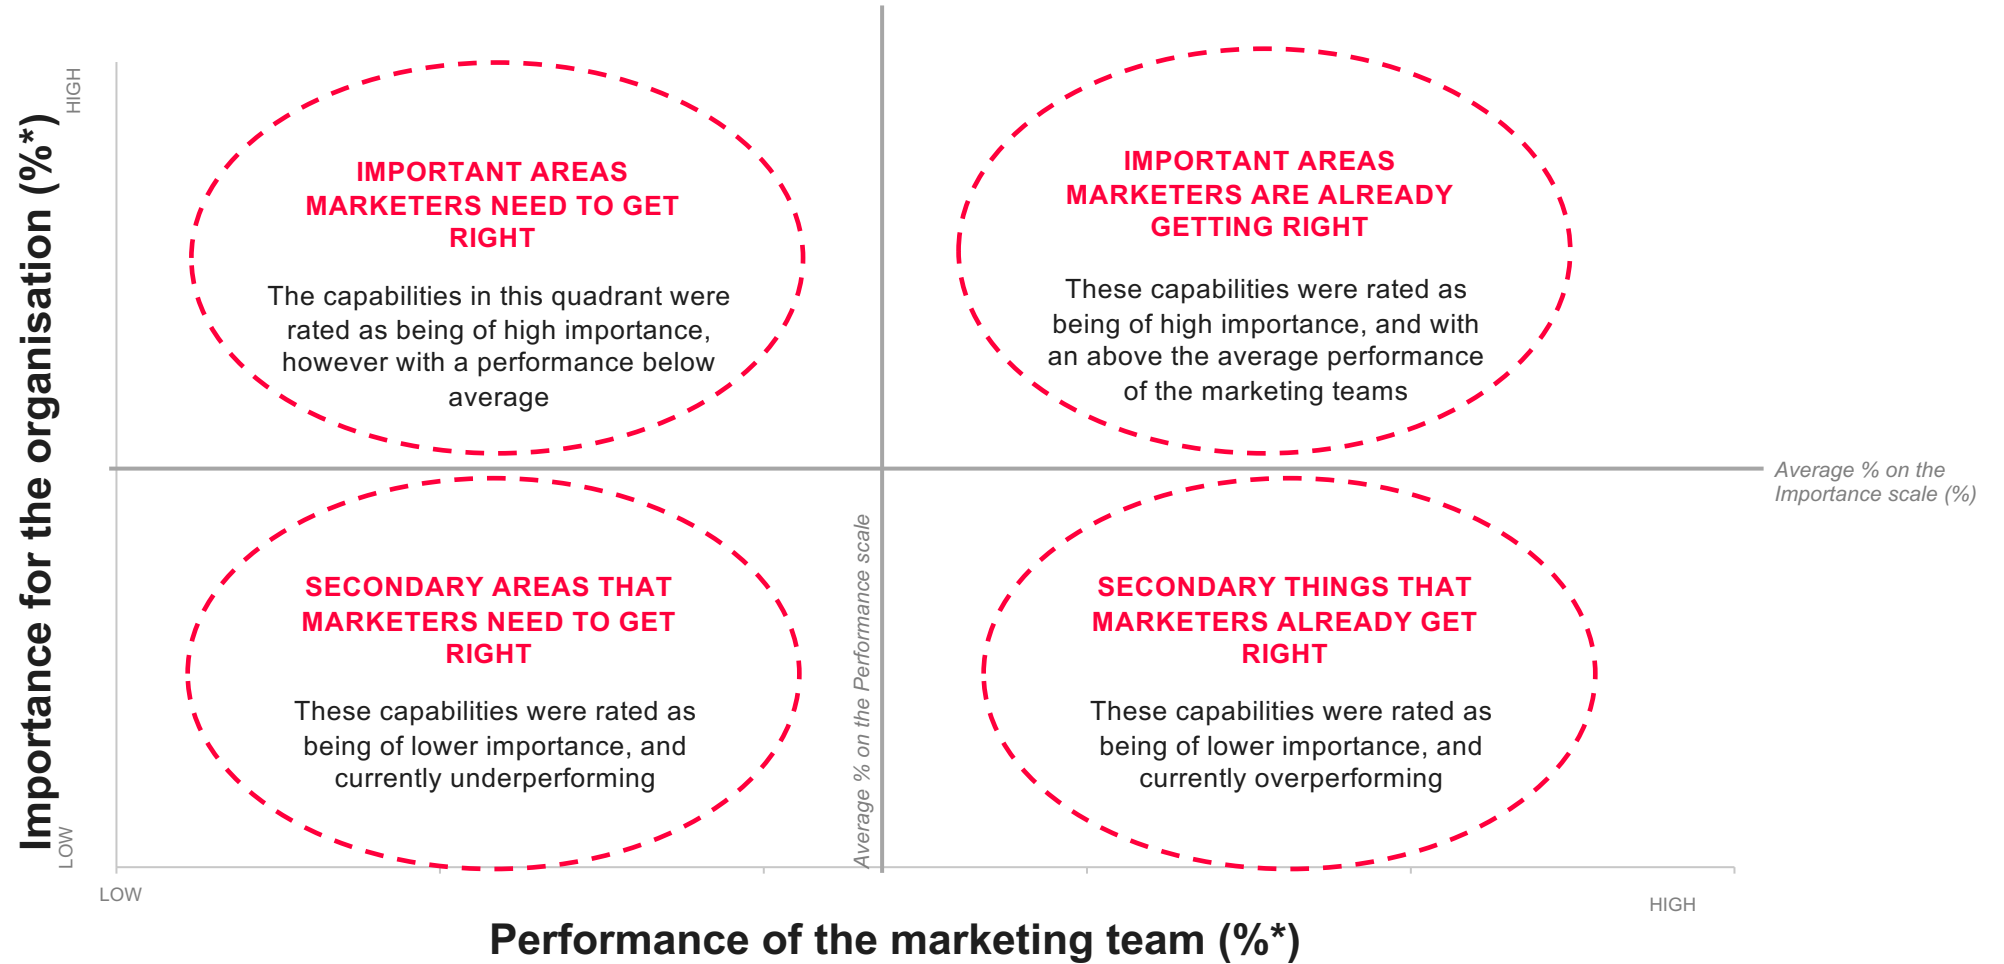 Importance for the organisation (%*)
HIGH
LOW
IMPORTANT AREAS
MARKETERS NEED TO GET
RIGHT
The capabilities in this quadrant were
rated as being of high importance,
however with a performance below
average
IMPORTANT AREAS
MARKETERS ARE ALREADY
GETTING RIGHT
These capabilities were rated as
being of high importance, and with
an above the average performance
of the marketing teams
Average % on the
Importance scale (%)
SECONDARY AREAS THAT
MARKETERS NEED TO GET
RIGHT
These capabilities were rated as
being of lower importance, and
currently underperforming
Average % on the Performance scale
SECONDARY THINGS THAT
MARKETERS ALREADY GET
RIGHT
These capabilities were rated as
being of lower importance, and
currently overperforming
LOW
HIGH
Performance of the marketing team (%*)